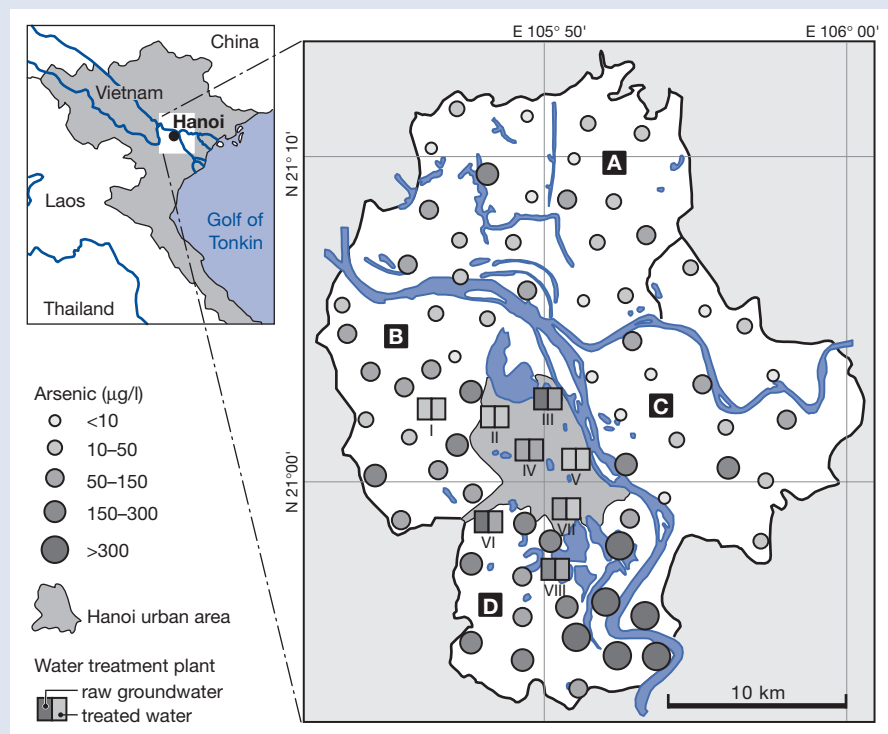 China
Vietnam
Hanoi
Laos
Golf of
Tonkin
Thailand
Arsenic (µg/l)
<10
10–50
50–150
150–300
>300
Hanoi urban area
Water treatment plant
raw groundwater
treated water
E 105° 50'
E 106° 00'
N 21° 10'
N 21° 00'
A
B
C
D
I
II
III
IV
V
VI
VII
VIII
10 km